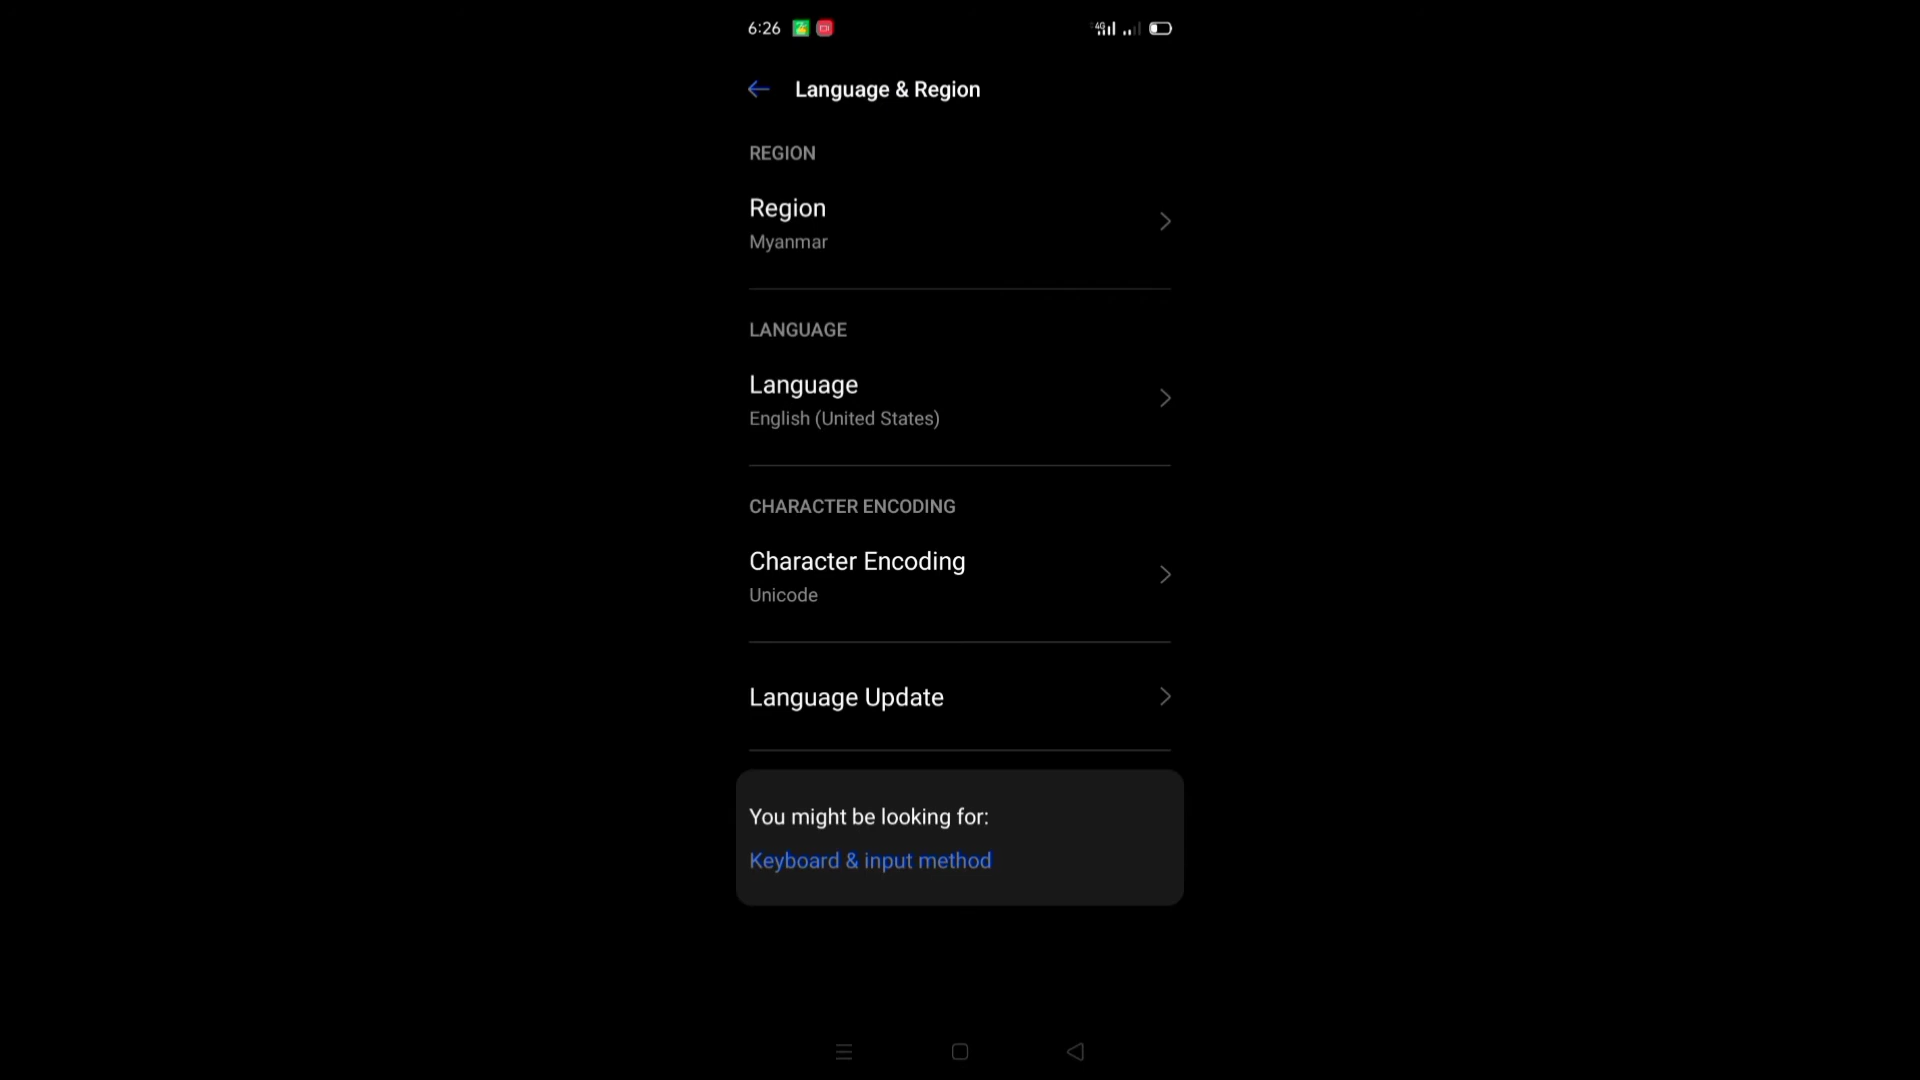 6:26
4G
Language & Region
REGION
Region
Myanmar
LANGUAGE
Language
English (United States)
CHARACTER ENCODING
Character Encoding
Unicode
Language Update
You might be looking for:
Keyboard & input method